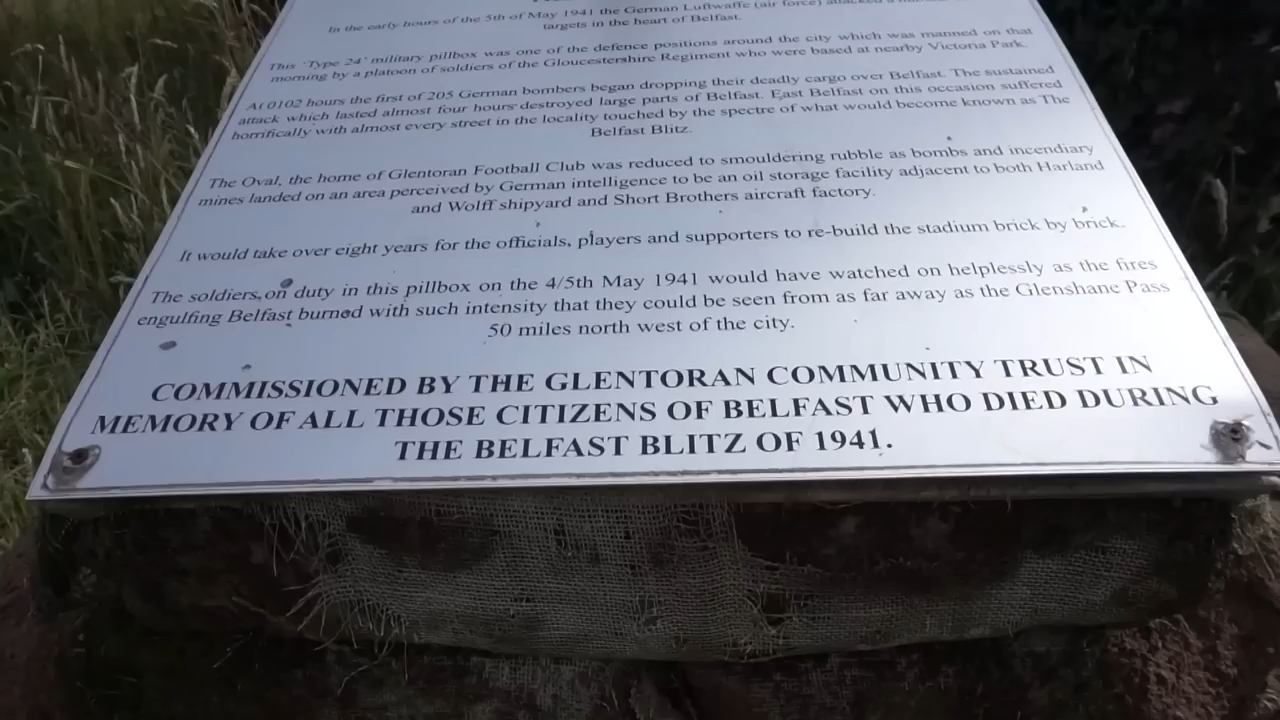 In the early hours of the 5th of May 1941 the German Luftwaffe (air force) attacked a
targets in the heart of Belfast.
This 'Type 24' military pillbox was one of the defence positions around the city which was manned on that
morning by a platoon of soldiers of the Gloucestershire Regiment who were based at nearby Victoria Park.
At 0102 hours the first of 205 German bombers began dropping their deadly cargo over Belfast. The sustained
attack which lasted almost four hours destroyed large parts of Belfast. East Belfast on this occasion suffered
horrifically with almost every street in the locality touched by the spectre of what would become known as The
Belfast Blitz.
The Oval, the home of Glentoran Football Club was reduced to smouldering rubble as bombs and incendiary
mines landed on an area perceived by German intelligence to be an oil storage facility adjacent to both Harland
and Wolff shipyard and Short Brothers aircraft factory.
It would take over eight years for the officials, players and supporters to re-build the stadium brick by brick.
The soldiers on duty in this pillbox on the 4/5th May 1941 would have watched on helplessly as the fires
engulfing Belfast burned with such intensity that they could be seen from as far away as the Glenshane Pass
50 miles north west of the city.
COMMISSIONED BY THE GLENTORAN COMMUNITY TRUST IN
MEMORY OF ALL THOSE CITIZENS OF BELFAST WHO DIED DURING
THE BELFAST BLITZ OF 1941.